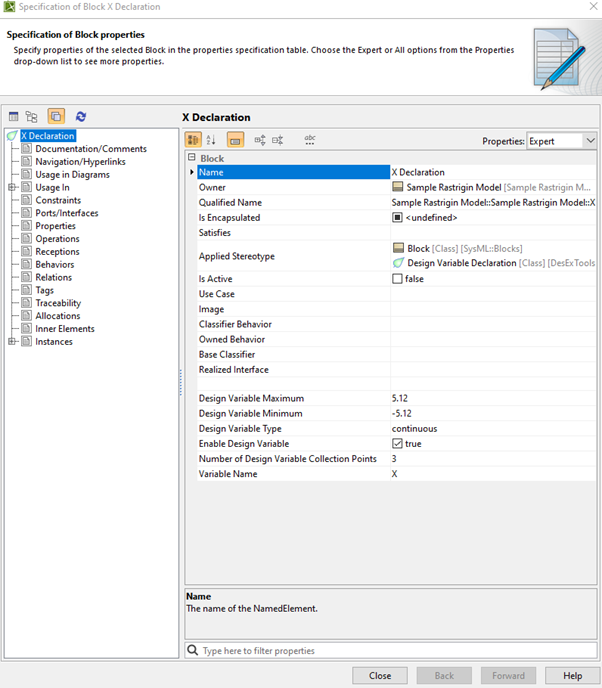 Specification of Block X Declaration
Specification of Block properties
Specify properties of the selected Block in the properties specification table. Choose the Expert or All options from the Properties
drop-down list to see more properties.
X Declaration
Documentation/Comments
Navigation/Hyperlinks
Usage in Diagrams
Usage In
Constraints
Ports/Interfaces
Properties
Operations
Receptions
Behaviors
Relations
Tags
Traceability
Allocations
Inner Elements
Instances
X Declaration
Properties: Expert
Block
Name X Declaration
Owner Sample Rastrigin Model [Sample Rastrigin M...
Qualified Name Sample Rastrigin Model::Sample Rastrigin Model::X
Is Encapsulated <undefined>
Satisfies
Applied Stereotype Block [Class] [SysML::Blocks]
Design Variable Declaration [Class] [DesExTools
Is Active false
Use Case
Image
Classifier Behavior
Owned Behavior
Base Classifier
Realized Interface
Design Variable Maximum 5.12
Design Variable Minimum -5.12
Design Variable Type continuous
Enable Design Variable true
Number of Design Variable Collection Points 3
Variable Name X
Name
The name of the NamedElement.
Type here to filter properties
Close Back Forward Help